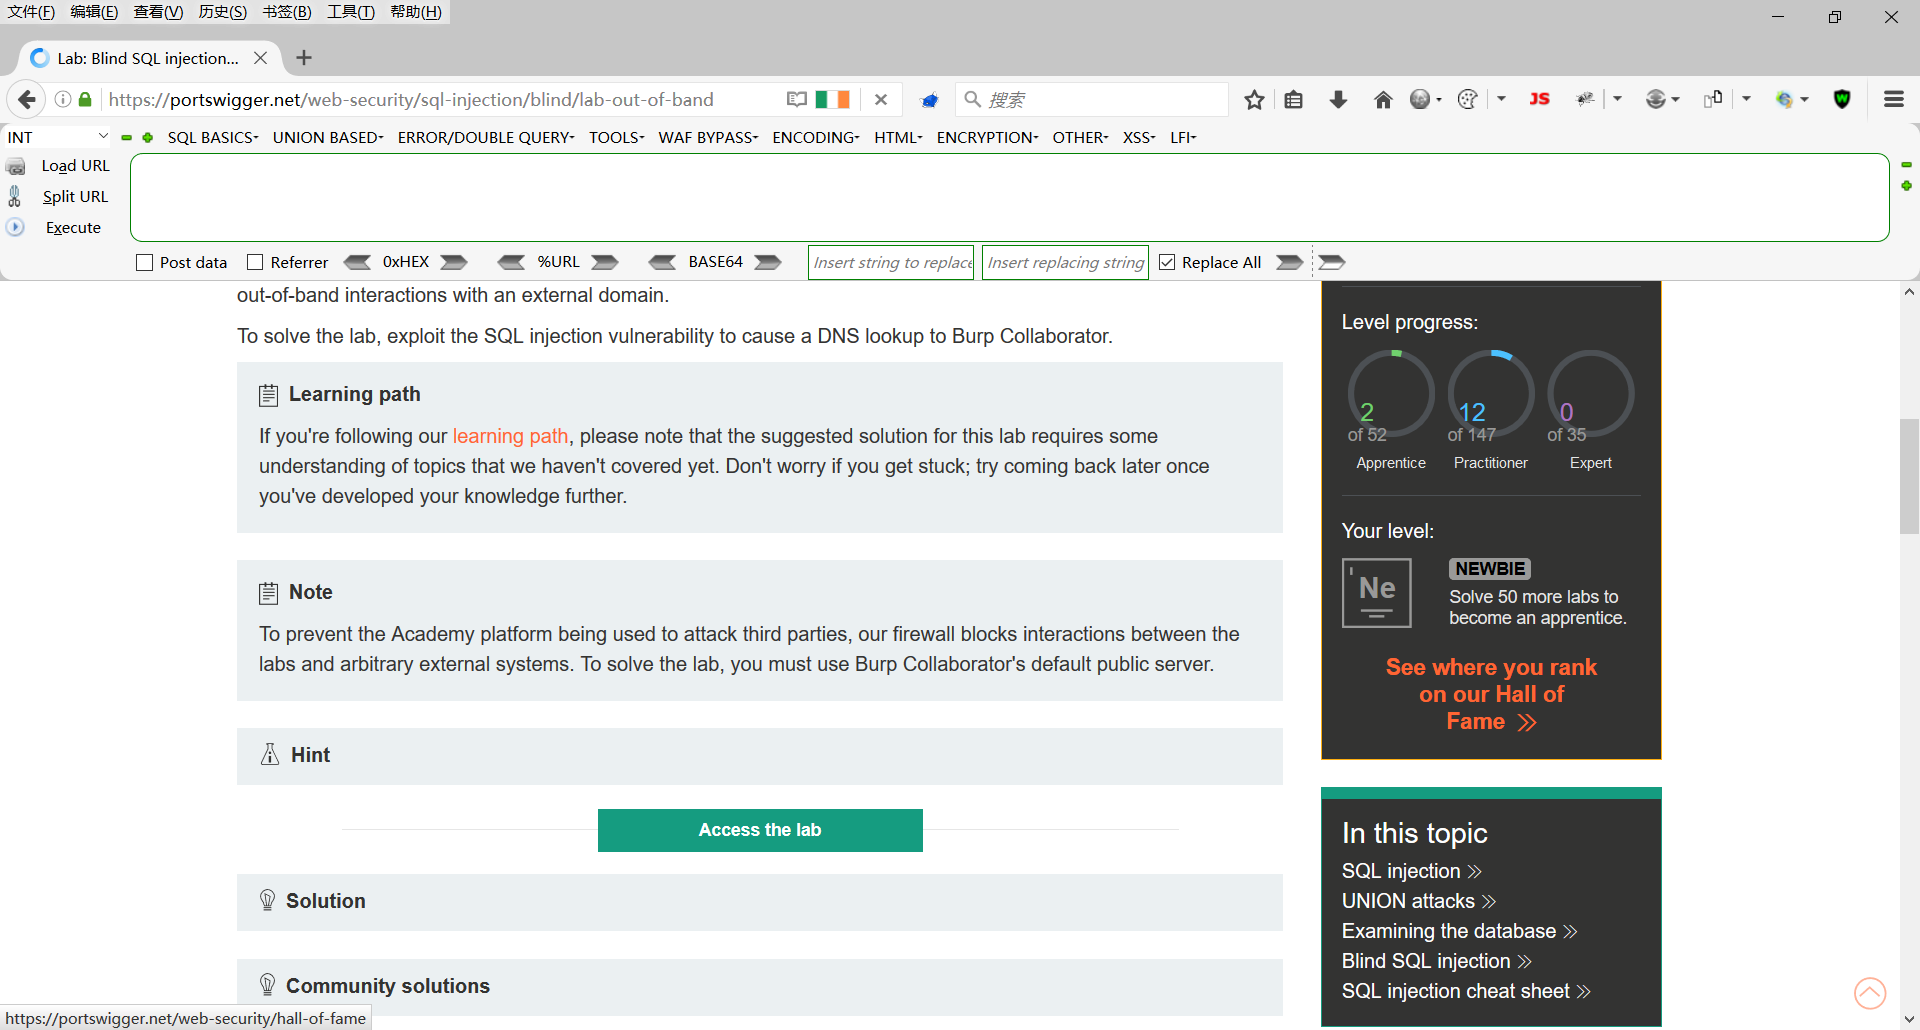 文件(F) 编辑(E) 查看(V) 历史(S) 书签(B) 工具(T) 帮助(H)
Lab: Blind SQL injection...
https://portswigger.net/web-security/sql-injection/blind/lab-out-of-band
搜索
JS
INT
SQL BASICS UNION BASED ERROR/DOUBLE QUERY TOOLS WAF BYPASS ENCODING HTML ENCRYPTION OTHER XSS LFI
Load URL
Split URL
Execute
Post data Referrer 0xHEX %URL BASE64 Insert string to replace Insert replacing string Replace All
out-of-band interactions with an external domain.
To solve the lab, exploit the SQL injection vulnerability to cause a DNS lookup to Burp Collaborator.
Learning path
If you're following our learning path, please note that the suggested solution for this lab requires some
understanding of topics that we haven't covered yet. Don't worry if you get stuck; try coming back later once
you've developed your knowledge further.
Note
To prevent the Academy platform being used to attack third parties, our firewall blocks interactions between the
labs and arbitrary external systems. To solve the lab, you must use Burp Collaborator's default public server.
Hint
Access the lab
Solution
Community solutions
https://portswigger.net/web-security/hall-of-fame
Level progress:
2 12 0
of 52 of 147 of 35
Apprentice Practitioner Expert
Your level:
Ne
NEWBIE
Solve 50 more labs to
become an apprentice.
See where you rank
on our Hall of
Fame
In this topic
SQL injection
UNION attacks
Examining the database
Blind SQL injection
SQL injection cheat sheet